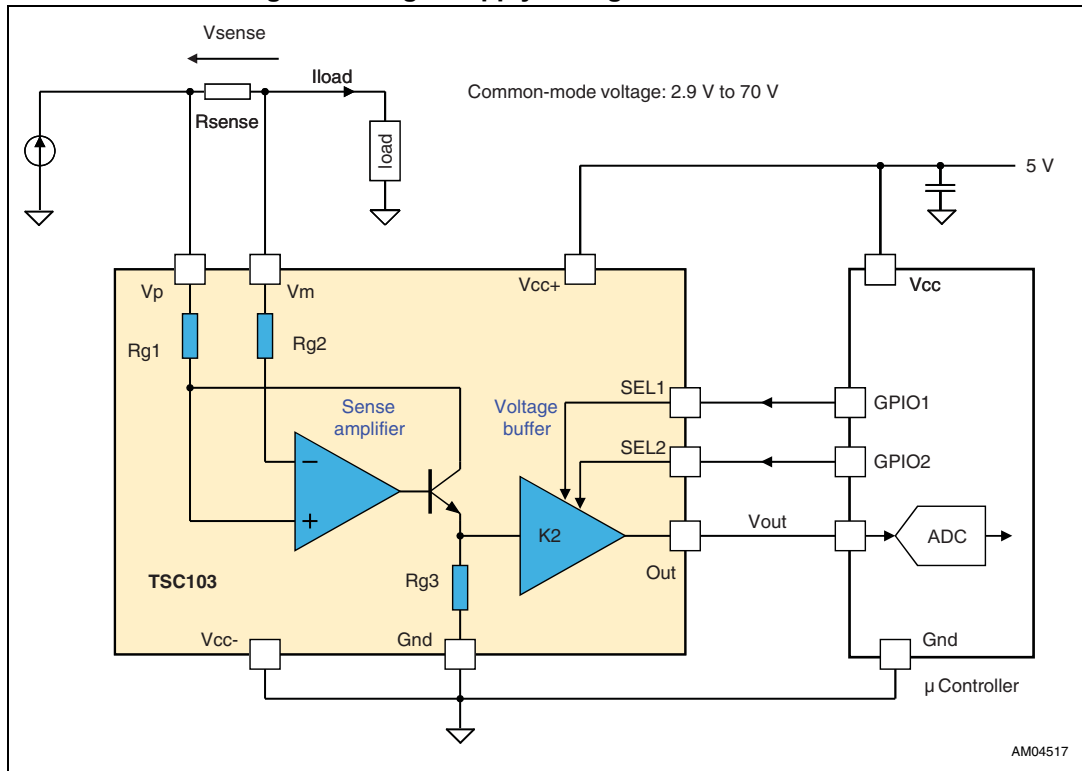 Vsense
Iload
Common-mode voltage: 2.9 V to 70 V
Rsense
load
5 V
Vp
Vm
Vcc+
Vcc
Rg1
Rg2
SEL1
GPIO1
Sense
amplifier
Voltage
buffer
SEL2
GPIO2
−
+
K2
Vout
ADC
TSC103
Rg3
Out
Vcc-
Gnd
Gnd
µ Controller
AM04517